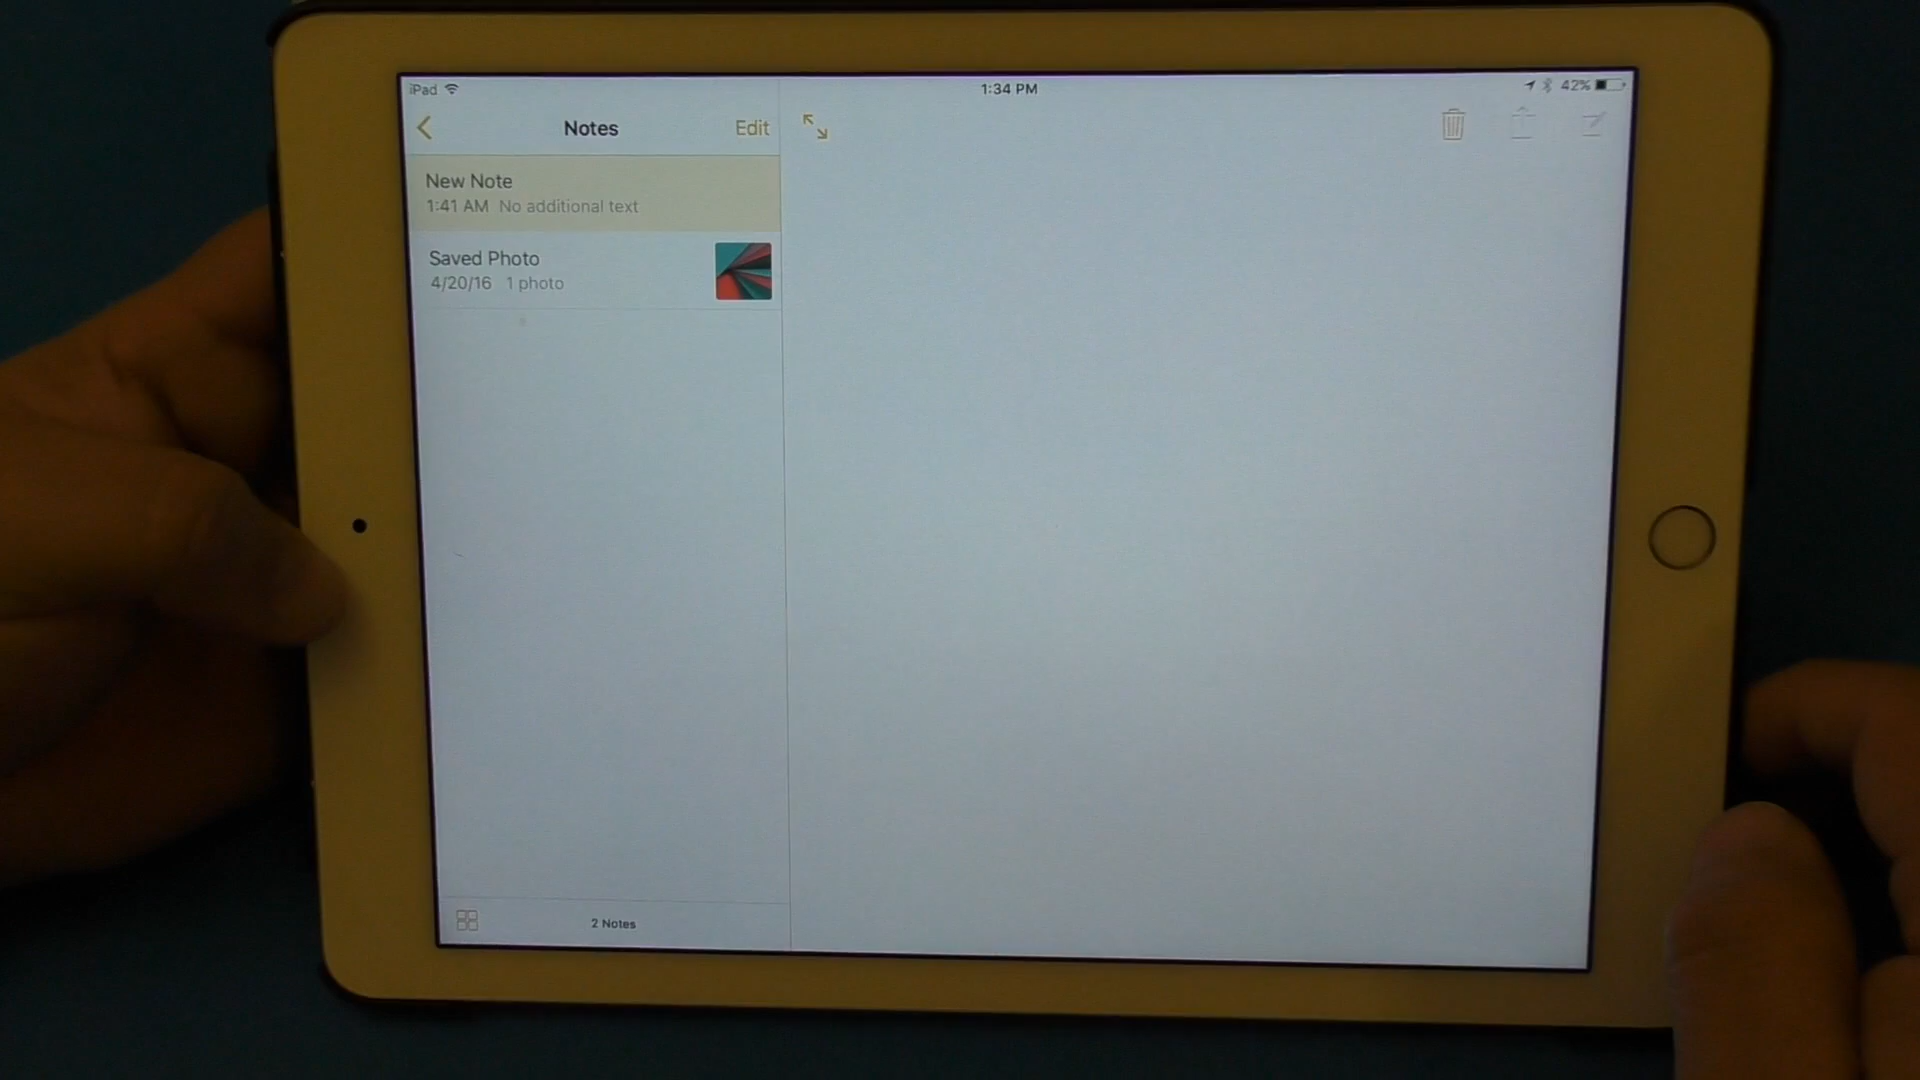 iPad
1:34 PM
42%
Notes
Edit
New Note
1:41 AM No additional text
Saved Photo
4/20/16 1 photo
2 Notes